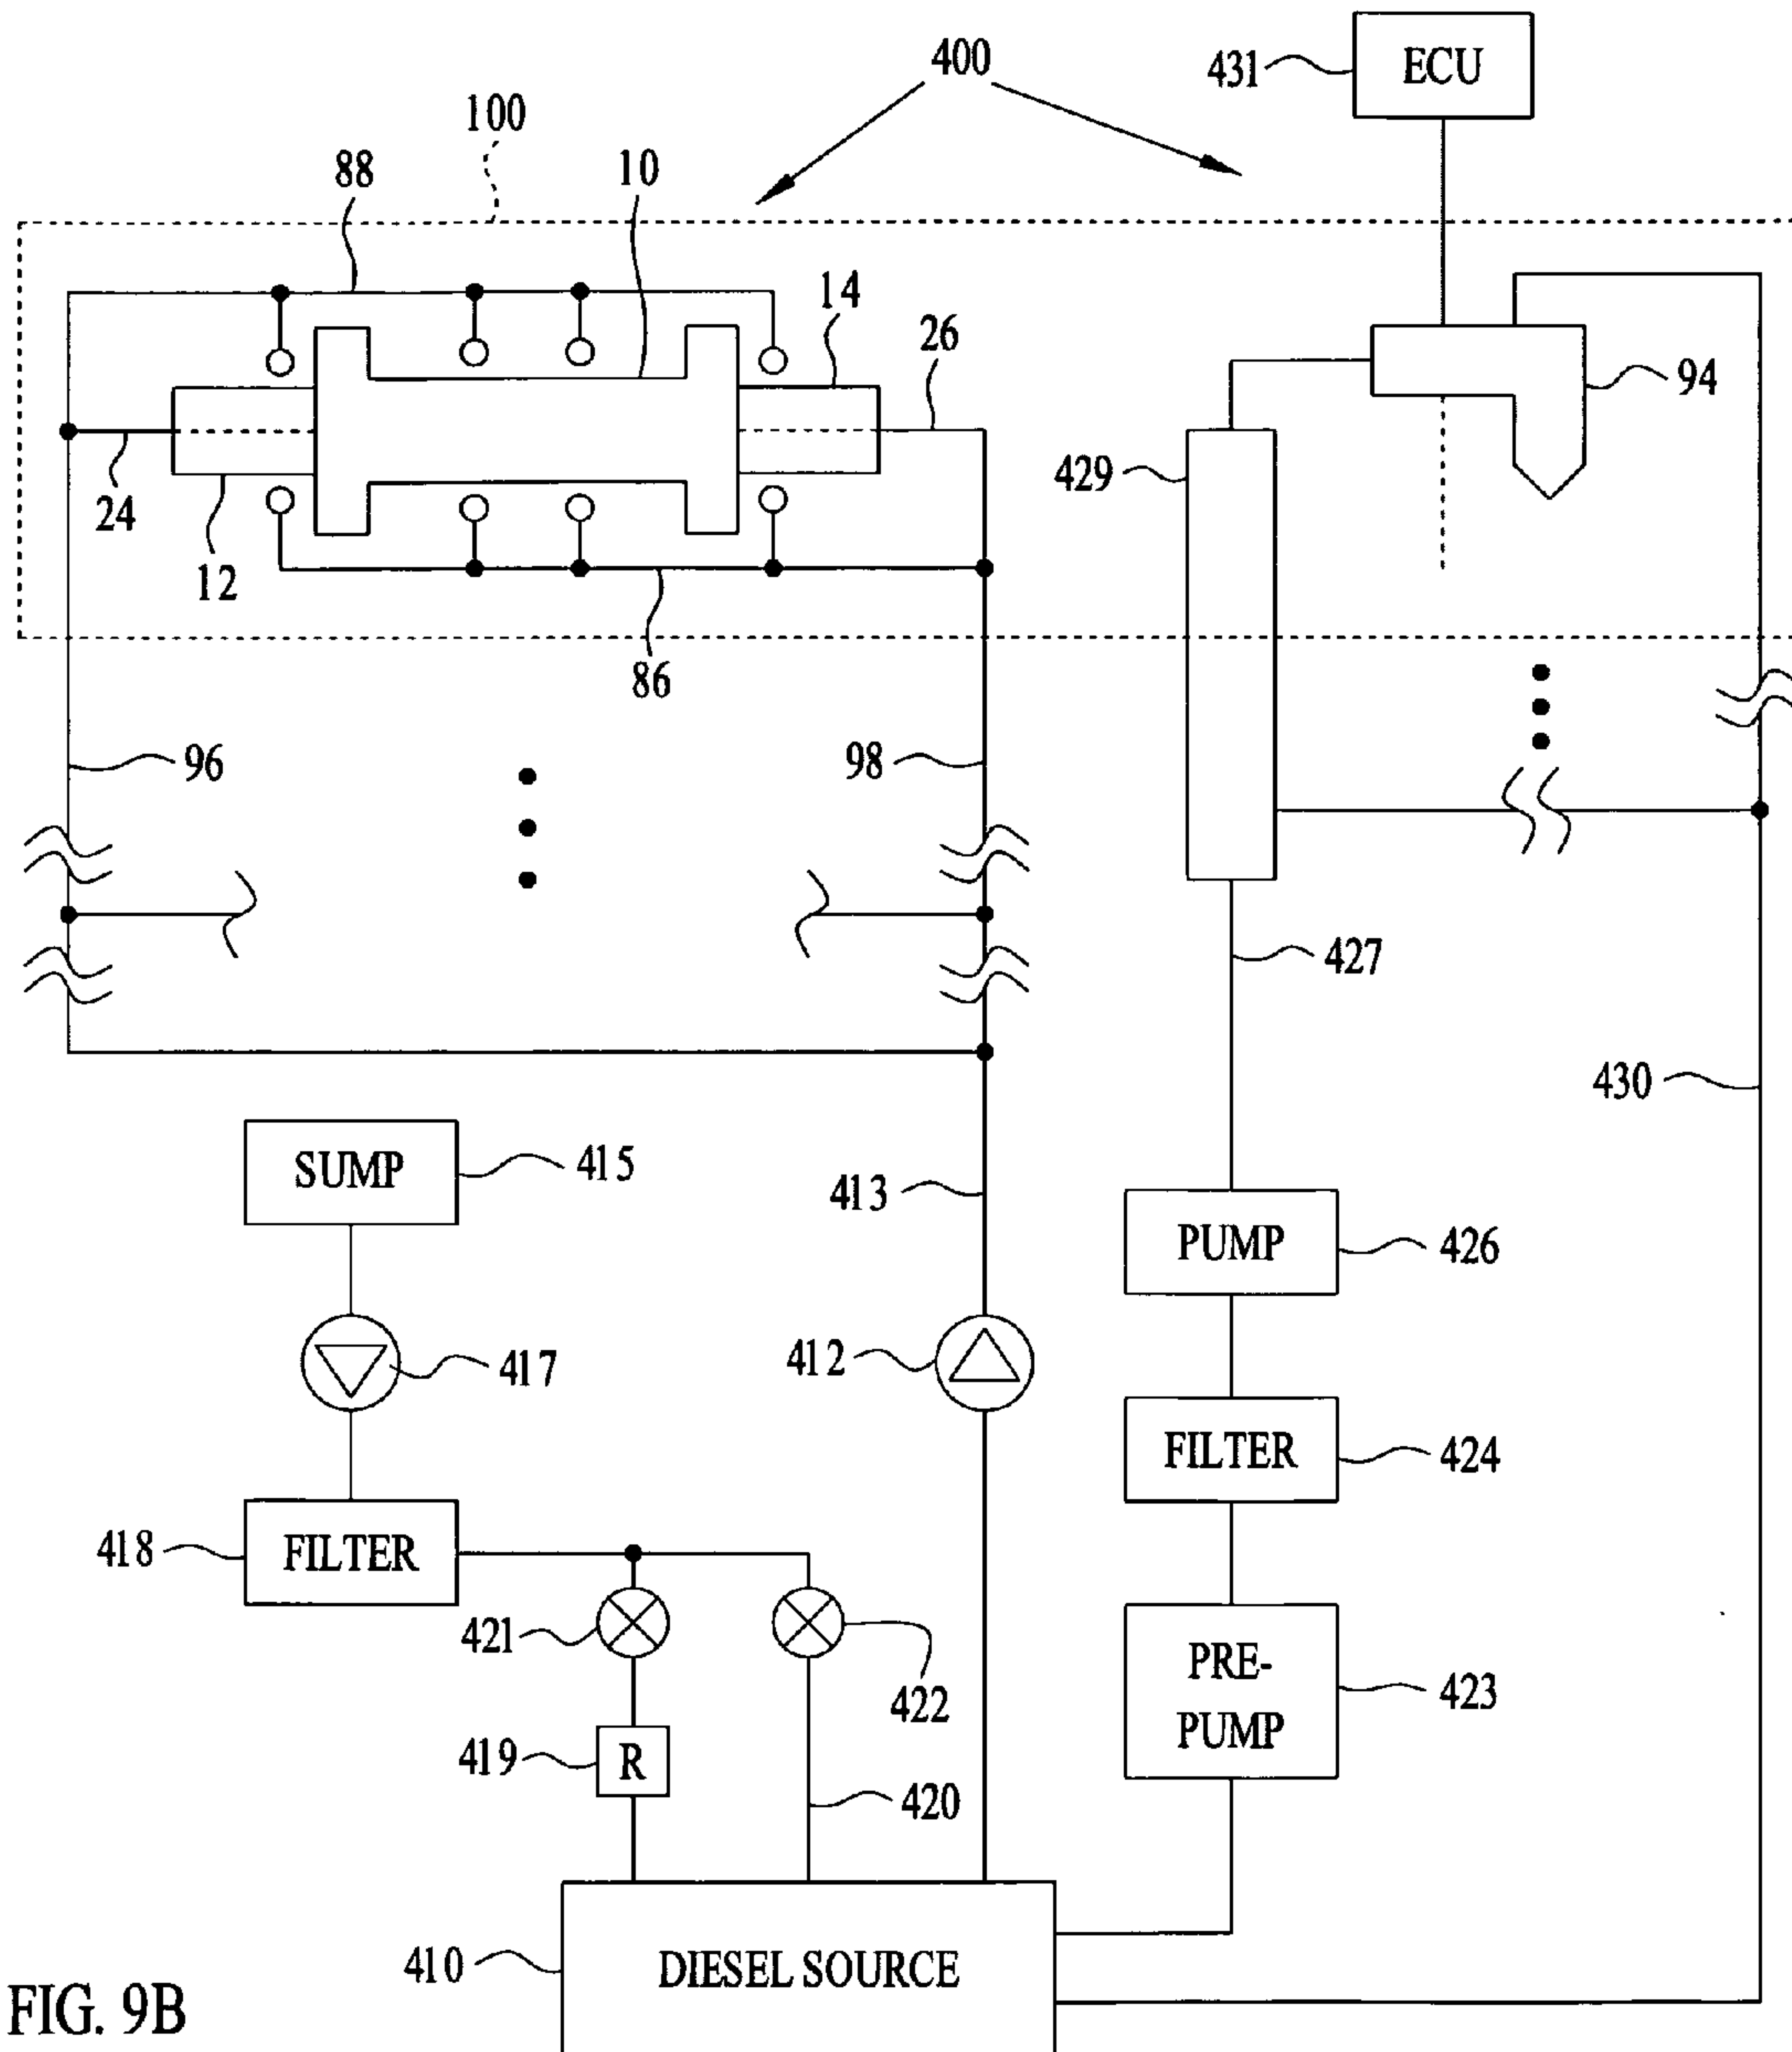 400
431
ECU
100
88
10
14
26
94
24
12
429
86
96
98
427
430
SUMP
415
413
PUMP
426
417
412
FILTER
424
418
FILTER
421
422
PRE-
PUMP
423
419
R
420
410
DIESEL SOURCE
FIG. 9B